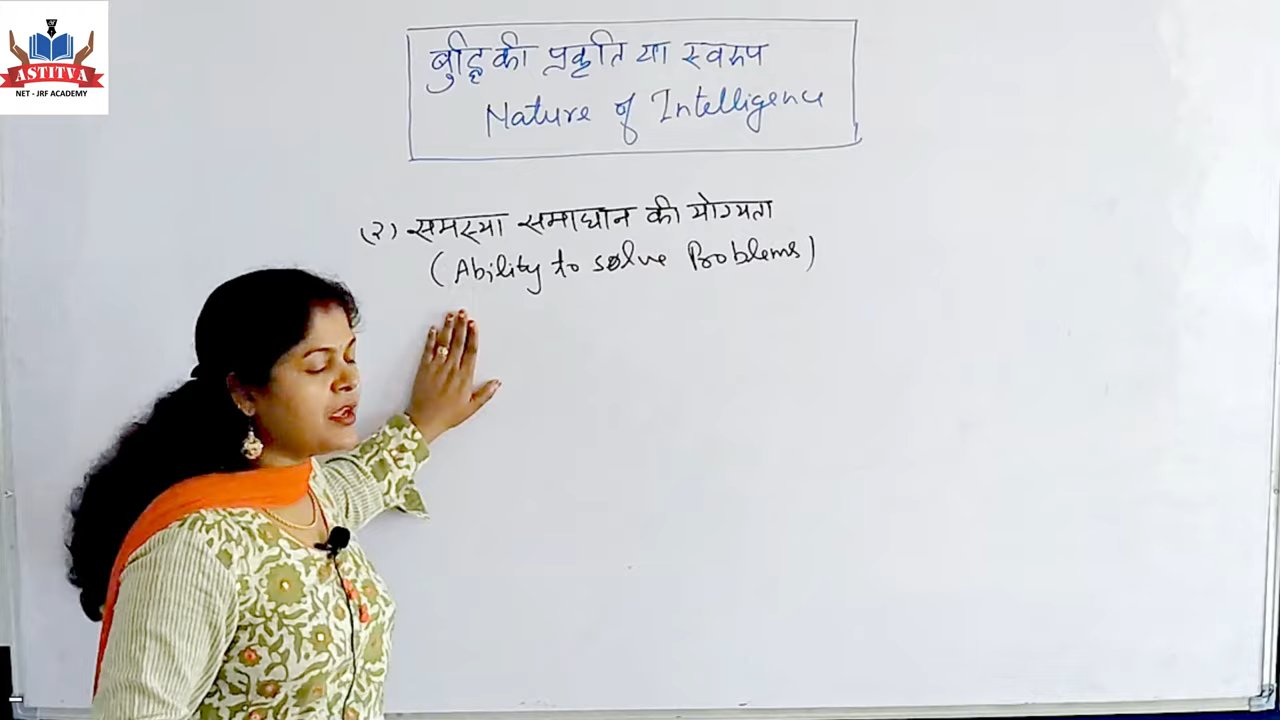 ASTITVA
NET - JRF ACADEMY
बुद्धि की प्रकृति या स्वरूप
Nature of Intelligence
(२) समस्या समाधान की योग्यता
(Ability to solve Problems)